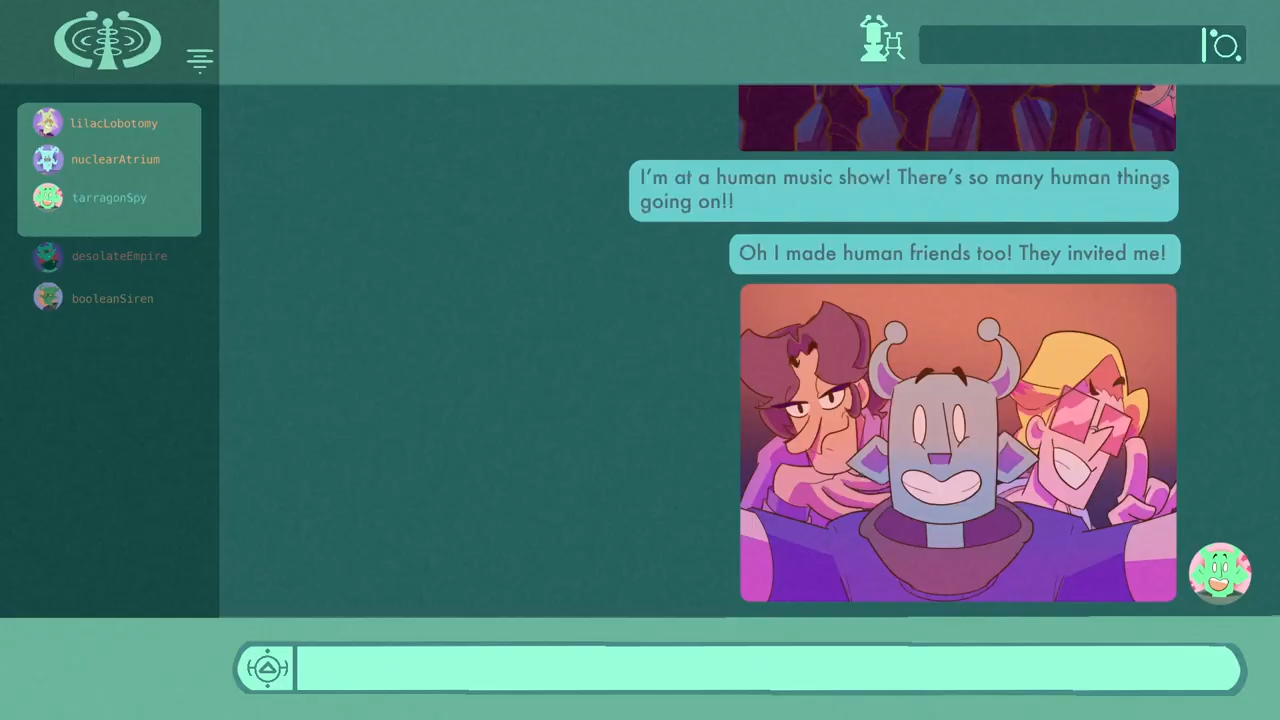 lilacLobotomy
nuclearAtrium
tarragonSpy
desolateEmpire
booleanSiren
I'm at a human music show! There's so many human things
going on!!
Oh I made human friends too! They invited me!